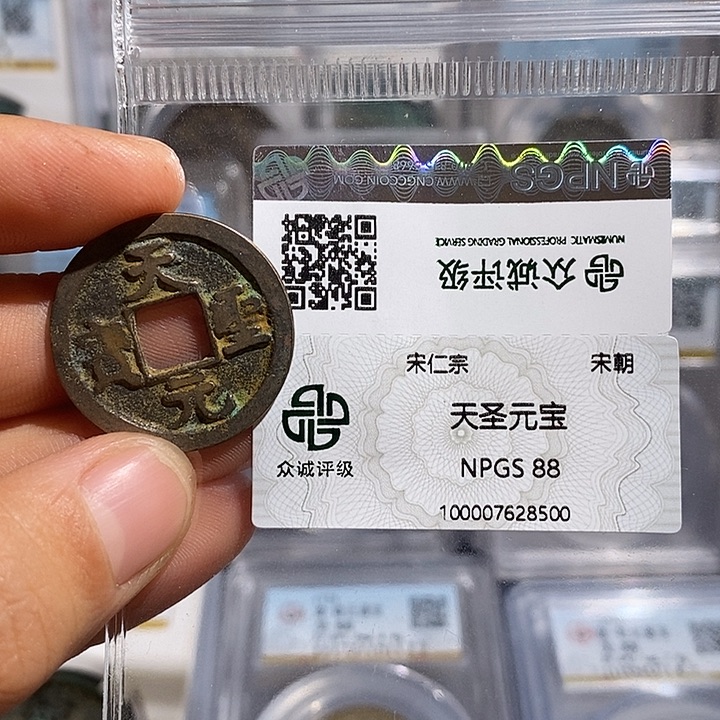 天聖元寶
NPGS
WWW.CNGCCOIN.COM
NUMISMATIC PROFESSIONAL GRADING SERVICE
众诚评级
宋仁宗 宋朝
天圣元宝
众诚评级
NPGS 88
100007628500